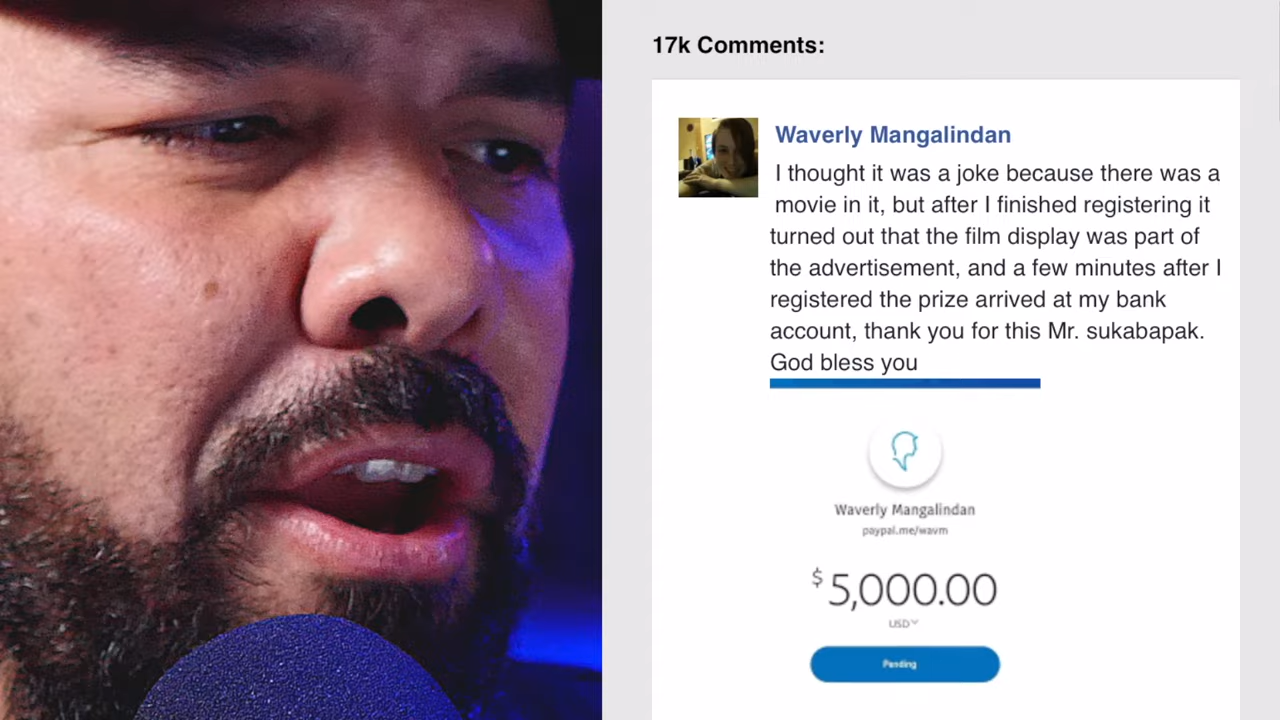 17k Comments:
Waverly Mangalindan
I thought it was a joke because there was a
movie in it, but after I finished registering it
turned out that the film display was part of
the advertisement, and a few minutes after I
registered the prize arrived at my bank
account, thank you for this Mr. sukabapak.
God bless you
Waverly Mangalindan
paypal.me/wavm
$ 5,000.00
USD
Pending